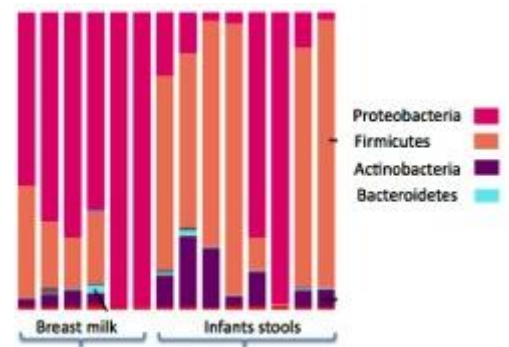 Proteobacteria
Firmicutes
Actinobacteria
Bacteroidetes
Breast milk
Infants stools